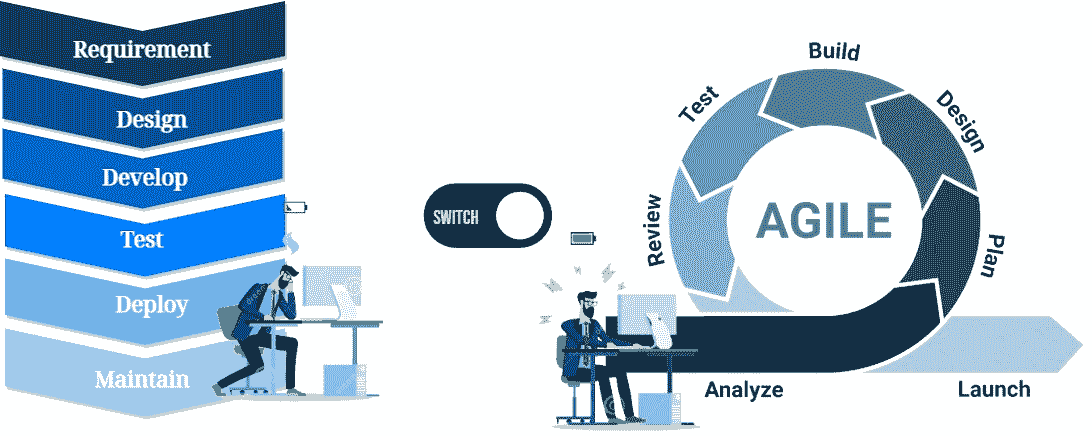 Requirement
Design
Develop
Test
Deploy
Maintain
SWITCH
AGILE
Analyze
Plan
Design
Build
Test
Review
Launch